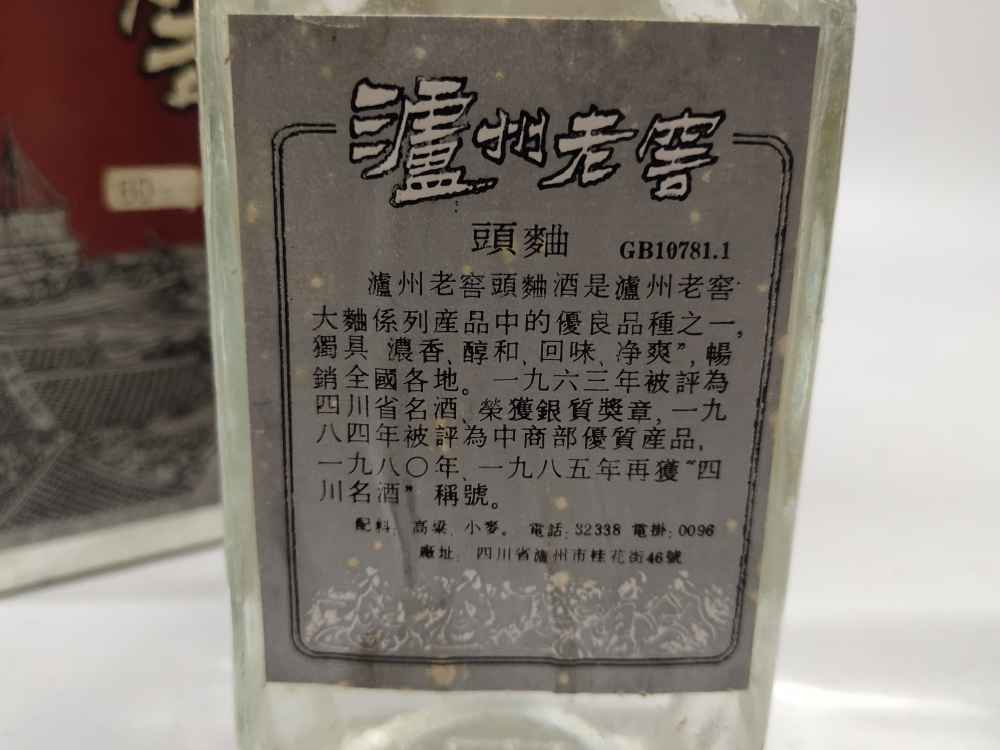 瀘州老窖
頭麯 GB10781.1
瀘州老窖頭麯酒是瀘州老窖
大麯係列産品中的優良品種之一,
獨具 濃香、醇和、回味、净爽”, 暢
銷全國各地。一九六三年被評為
四川省名酒、榮獲銀質獎章, 一九
八四年被評為中商部優質産品,
一九八〇年、一九八五年再獲“四
川名酒” 稱號。
配料: 高粱、小麥。 電話: 32338 電掛: 0096
廠址: 四川省瀘州市桂花街46號